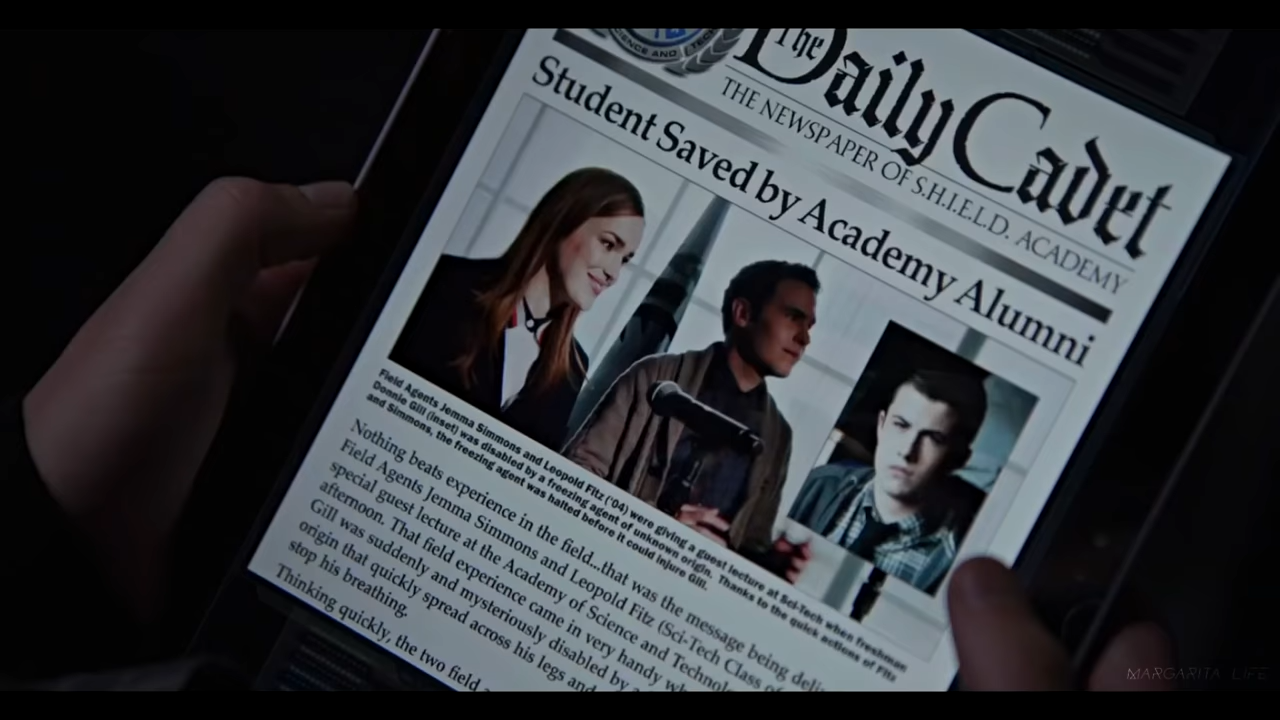 IENCE AND TECH
The Daily Cadet
THE NEWSPAPER OF S.H.I.E.L.D. ACADEMY
Student Saved by Academy Alumni
Field Agents Jemma Simmons and Leopold Fitz ('04) were giving a guest lecture at Sci-Tech when freshman
Donnie Gill (inset) was disabled by a freezing agent of unknown origin. Thanks to the quick actions of Fitz
and Simmons, the freezing agent was halted before it could injure Gill.
Nothing beats experience in the field...that was the message being deli
Field Agents Jemma Simmons and Leopold Fitz (Sci-Tech Class of
special guest lecture at the Academy of Science and Technol
afternoon. That field experience came in very handy wh
Gill was suddenly and mysteriously disabled by a
origin that quickly spread across his legs and
stop his breathing.
Thinking quickly, the two field a
MARGARITA LIFE